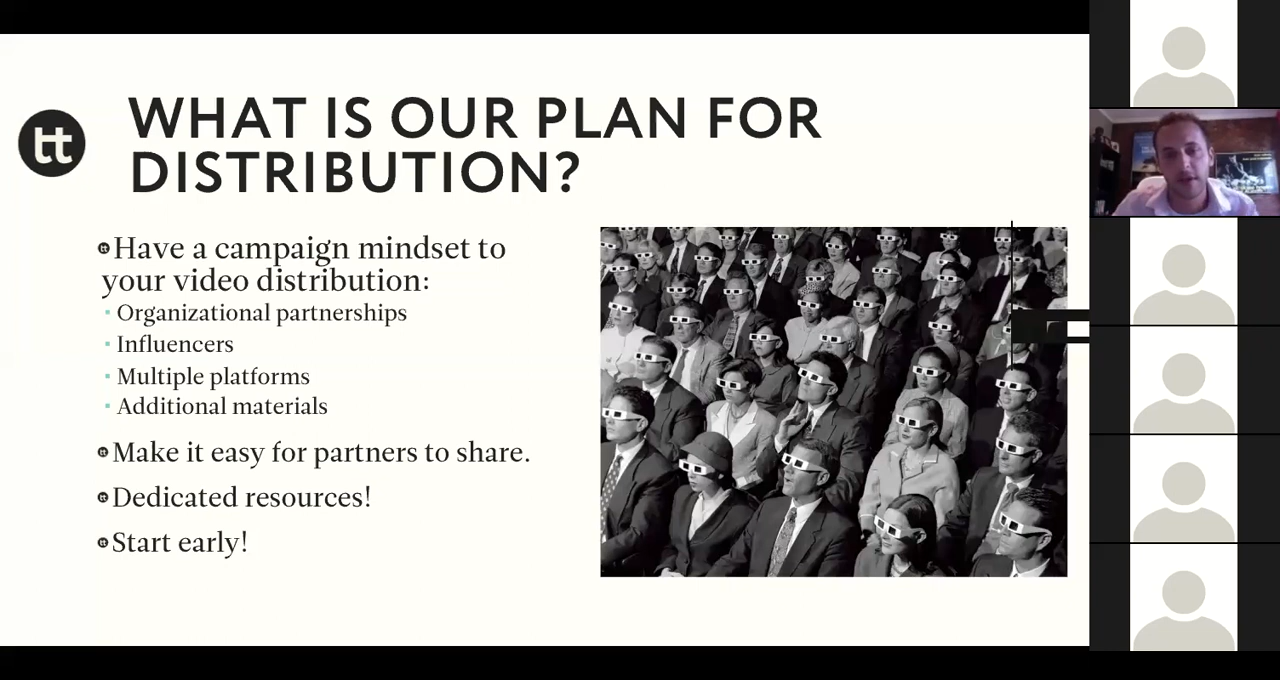 tt
WHAT IS OUR PLAN FOR
DISTRIBUTION?
Have a campaign mindset to
your video distribution:
Organizational partnerships
Influencers
Multiple platforms
Additional materials
Make it easy for partners to share.
Dedicated resources!
Start early!